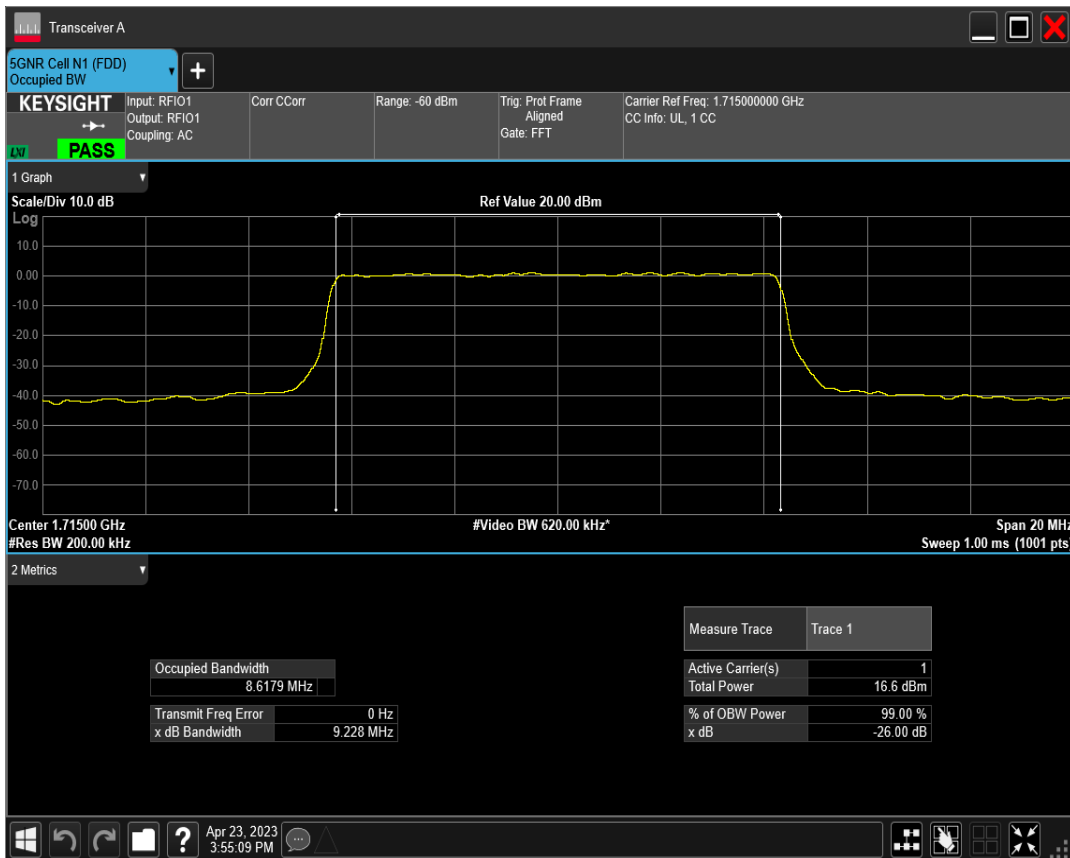 Transceiver A
5GNR Cell N1 (FDD)
Occupied BW
+
KEYSIGHT
LXI
PASS
Input: RFIO1
Output: RFIO1
Coupling: AC
Corr CCorr
Range: -60 dBm
Trig: Prot Frame
Aligned
Gate: FFT
Carrier Ref Freq: 1.715000000 GHz
CC Info: UL, 1 CC
1 Graph
Scale/Div 10.0 dB
Ref Value 20.00 dBm
Log
10.0
0.00
-10.0
-20.0
-30.0
-40.0
-50.0
-60.0
-70.0
Center 1.71500 GHz
#Video BW 620.00 kHz*
Span 20 MHz
#Res BW 200.00 kHz
Sweep 1.00 ms (1001 pts)
2 Metrics
Measure Trace Trace 1
Occupied Bandwidth
8.6179 MHz
Active Carrier(s) 1
Total Power 16.6 dBm
Transmit Freq Error 0 Hz
x dB Bandwidth 9.228 MHz
% of OBW Power 99.00 %
x dB -26.00 dB
?
Apr 23, 2023
3:55:09 PM